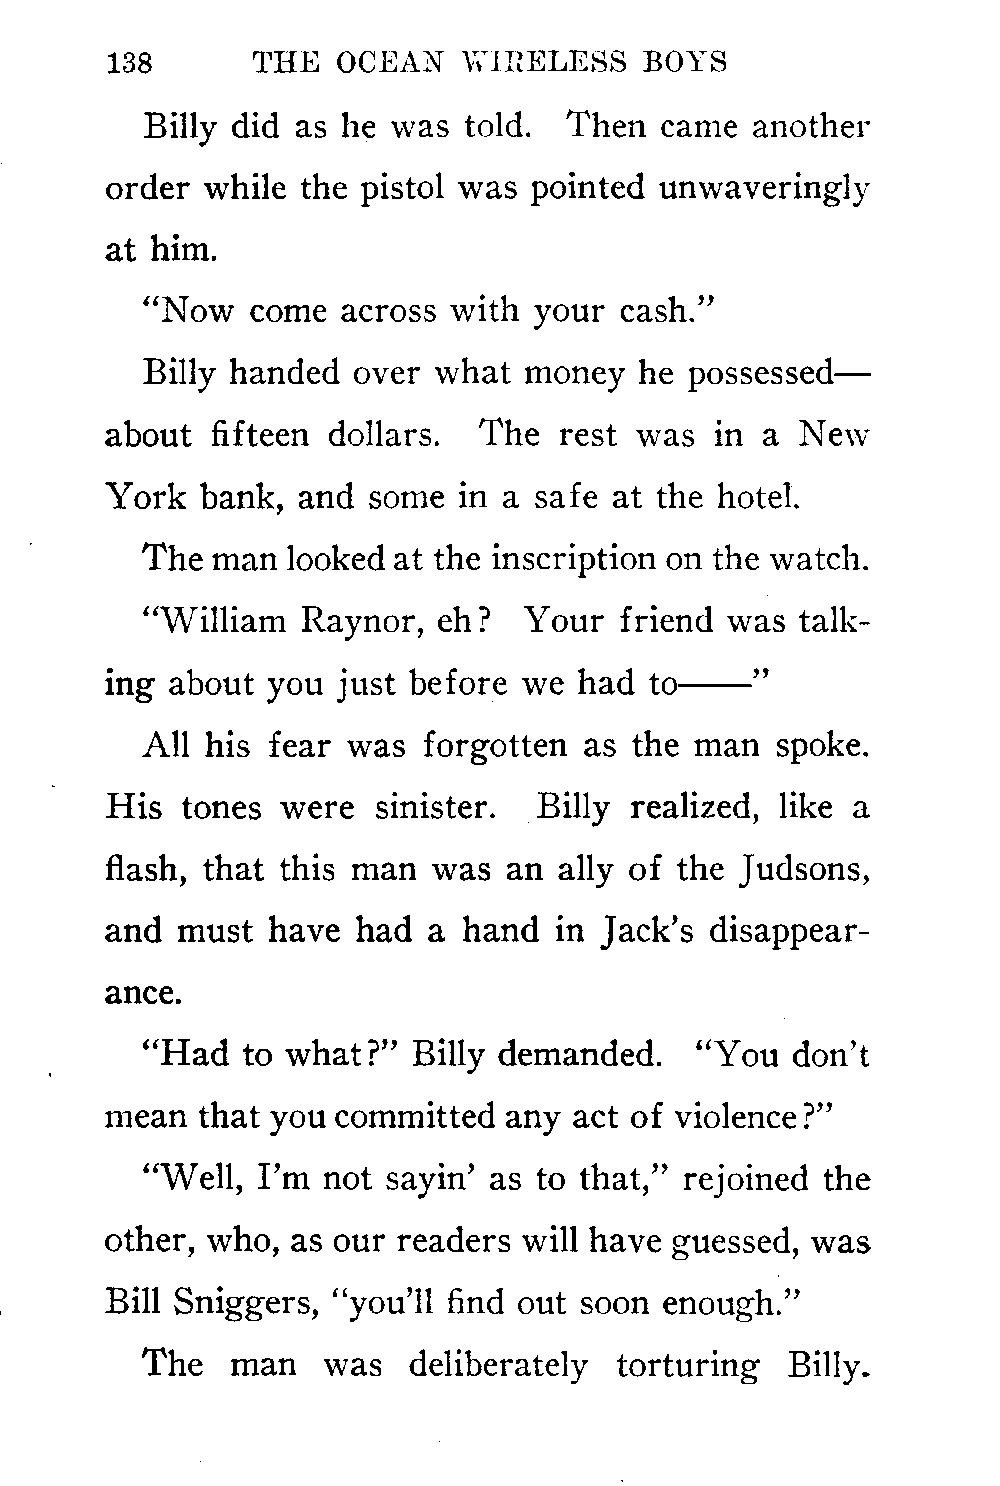 138 THE OCEAN WIRELESS BOYS
Billy did as he was told. Then came another
order while the pistol was pointed unwaveringly
at him.
“Now come across with your cash.”
Billy handed over what money he possessed—
about fifteen dollars. The rest was in a New
York bank, and some in a safe at the hotel.
The man looked at the inscription on the watch.
“William Raynor, eh? Your friend was talk-
ing about you just before we had to——”
All his fear was forgotten as the man spoke.
His tones were sinister. Billy realized, like a
flash, that this man was an ally of the Judsons,
and must have had a hand in Jack’s disappear-
ance.
“Had to what?” Billy demanded. “You don’t
mean that you committed any act of violence?”
“Well, I’m not sayin’ as to that,” rejoined the
other, who, as our readers will have guessed, was
Bill Sniggers, “you’ll find out soon enough.”
The man was deliberately torturing Billy.